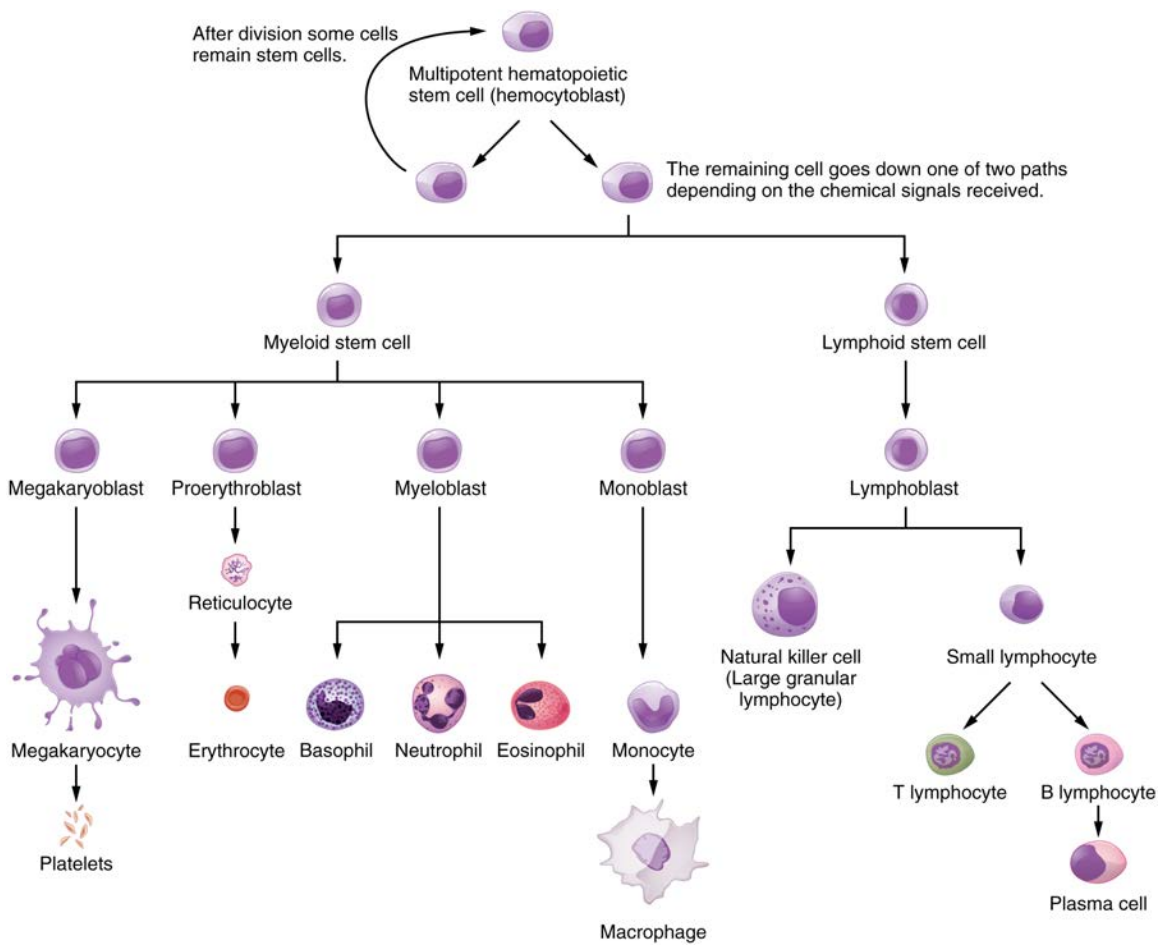 After division some cells
remain stem cells.
Multipotent hematopoietic
stem cell (hemocytoblast)
The remaining cell goes down one of two paths
depending on the chemical signals received.
Myeloid stem cell
Lymphoid stem cell
Megakaryoblast
Proerythroblast
Myeloblast
Monoblast
Lymphoblast
Reticulocyte
Natural killer cell
(Large granular
lymphocyte)
Small lymphocyte
Megakaryocyte
Erythrocyte
Basophil
Neutrophil
Eosinophil
Monocyte
T lymphocyte
B lymphocyte
Platelets
Macrophage
Plasma cell